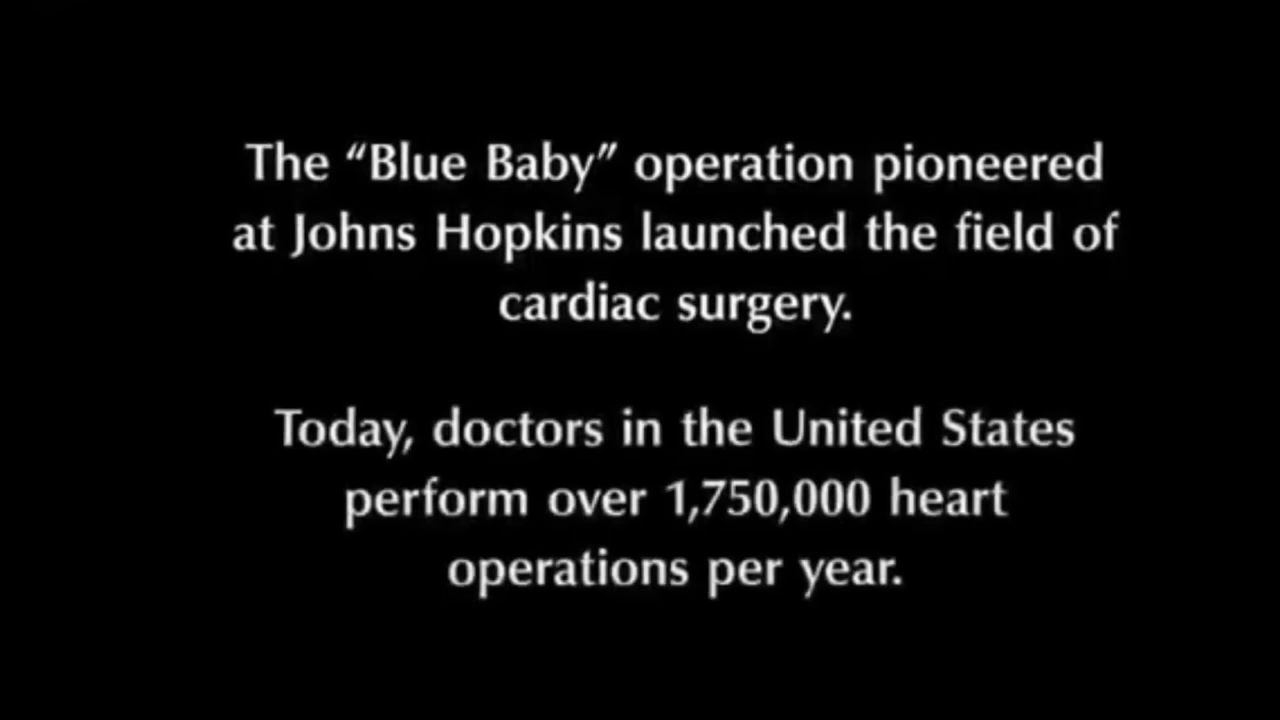 The “Blue Baby” operation pioneered
at Johns Hopkins launched the field of
cardiac surgery.
Today, doctors in the United States
perform over 1,750,000 heart
operations per year.